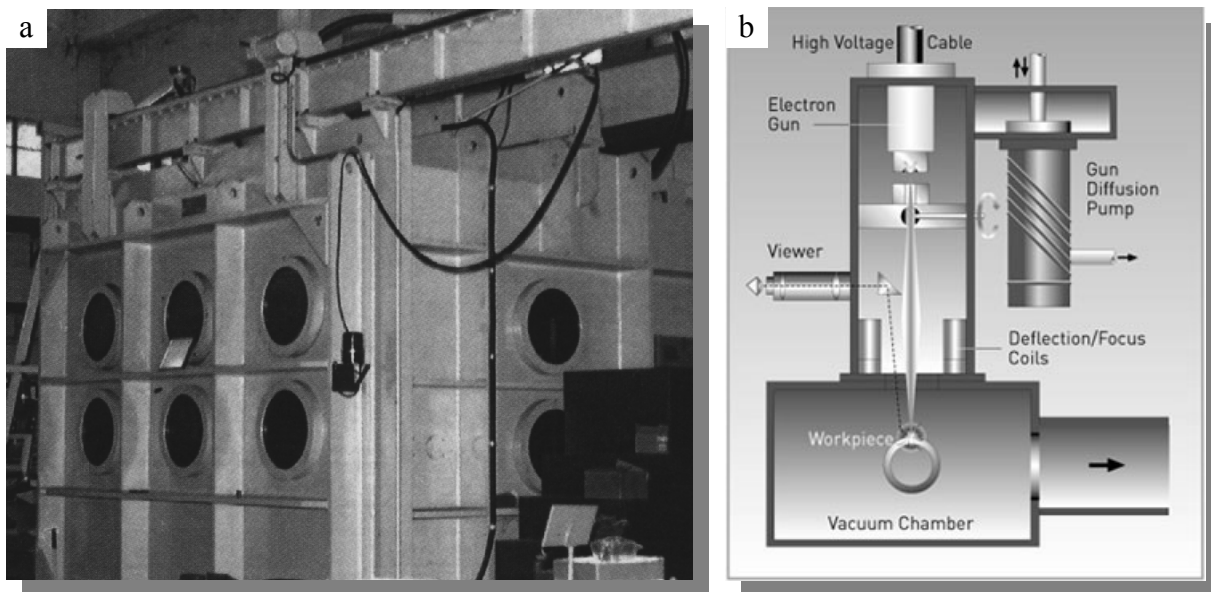 a
b
High Voltage Cable
Electron
Gun
Gun
Diffusion
Pump
Viewer
Deflection/Focus
Coils
Workpiece
Vacuum Chamber